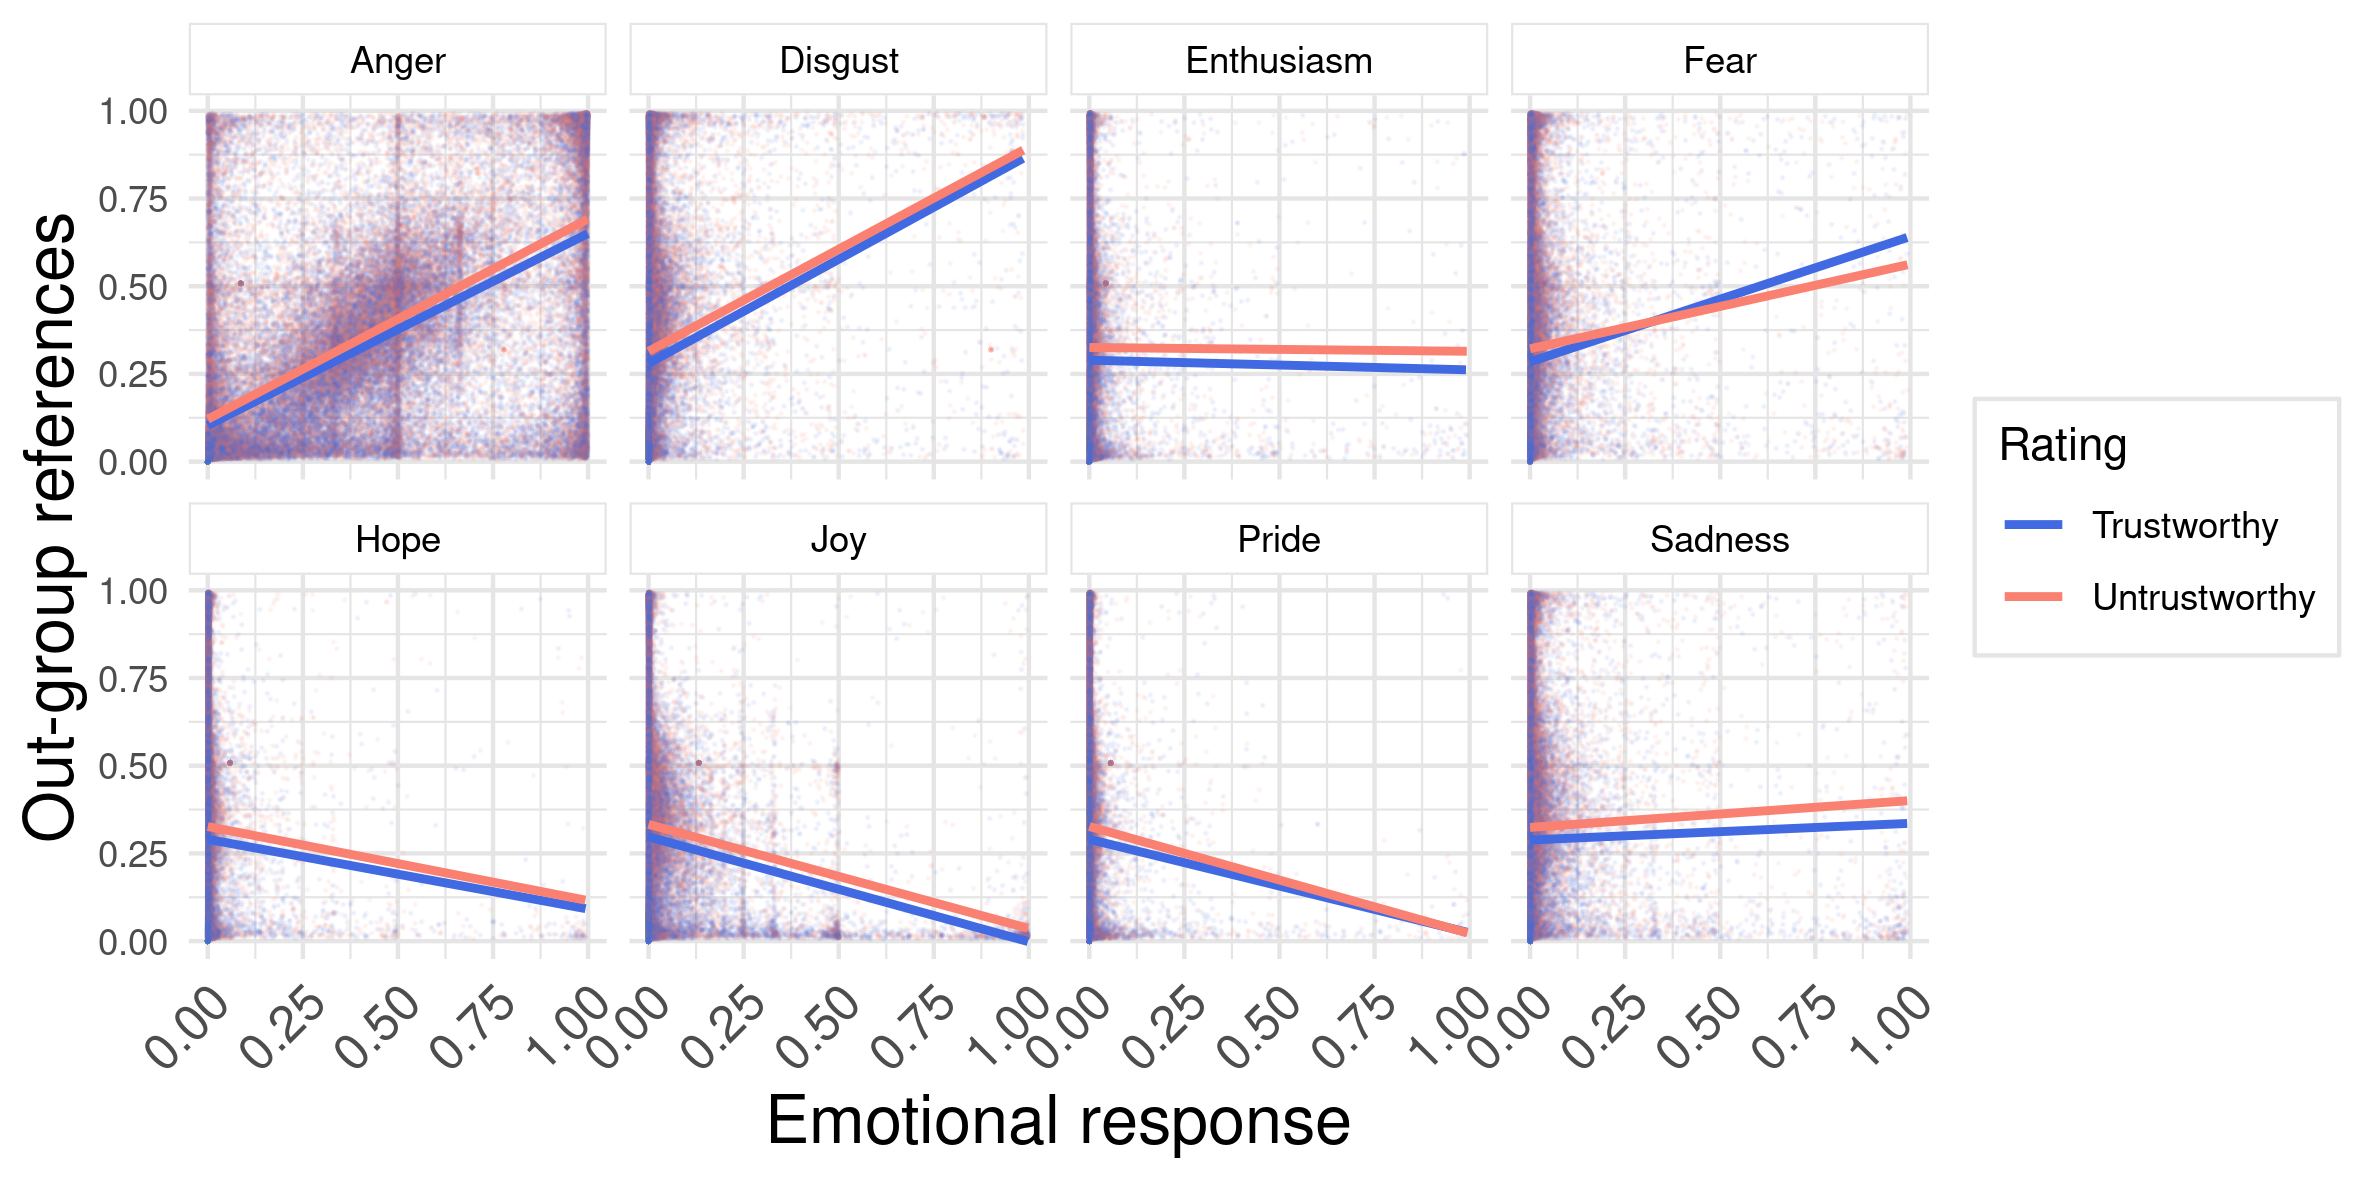 Anger
Disgust
Enthusiasm
Fear
1.00
0.75
0.50
0.25
0.00
Hope
Joy
Pride
Sadness
1.00
0.75
0.50
0.25
0.00
0.00 0.25 0.50 0.75 1.00
0.00 0.25 0.50 0.75 1.00
0.00 0.25 0.50 0.75 1.00
0.00 0.25 0.50 0.75 1.00
Out-group references
Emotional response
Rating
Trustworthy
Untrustworthy